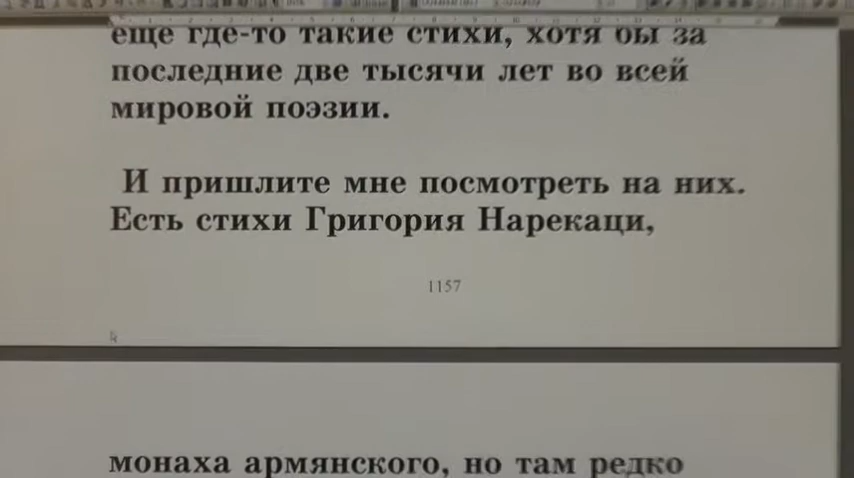 еще где-то такие стихи, хотя бы за
последние две тысячи лет во всей
мировой поэзии.
И пришлите мне посмотреть на них.
Есть стихи Григория Нарекаци,
1157
монаха армянского, но там редко